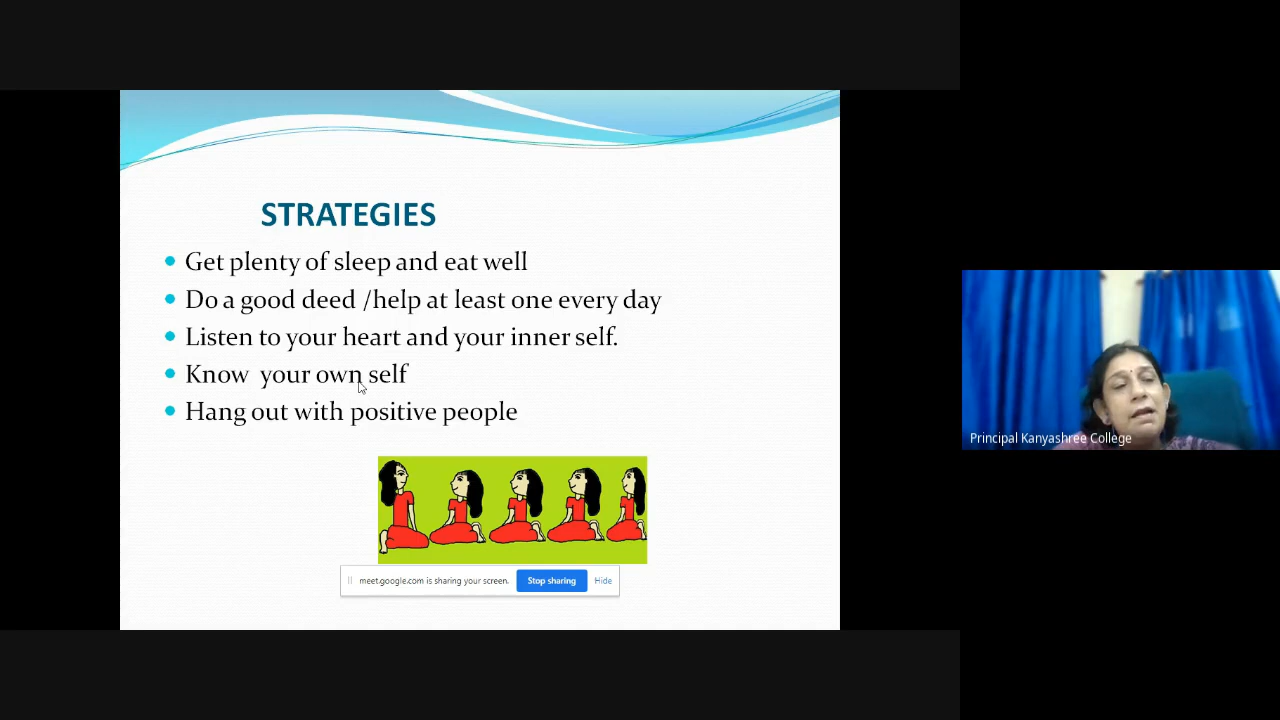 STRATEGIES
Get plenty of sleep and eat well
Do a good deed /help at least one every day
Listen to your heart and your inner self.
Know  your own self
Hang out with positive people
meet.google.com is sharing your screen.
Stop sharing
Hide
Principal Kanyashree College